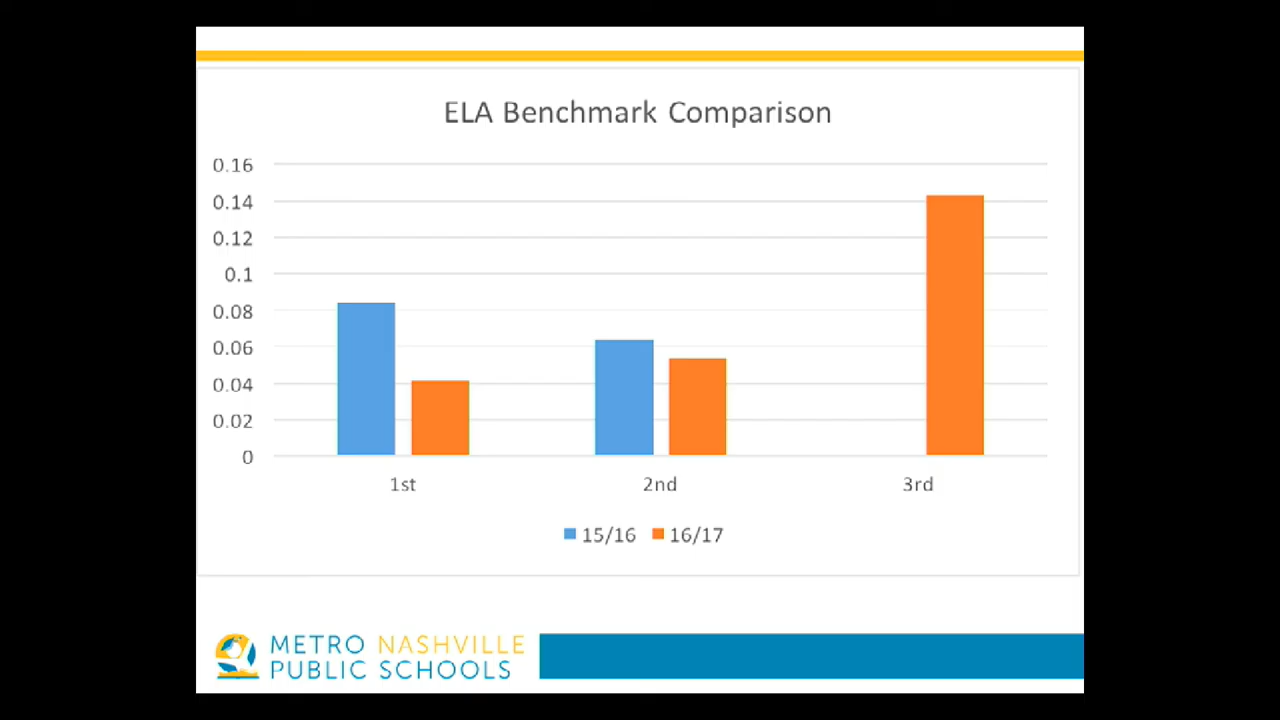 ELA Benchmark Comparison
0.16
0.14
0.12
0.1
0.08
0.06
0.04
0.02
0
1st 2nd 3rd
15/16 16/17
METRO NASHVILLE
PUBLIC SCHOOLS